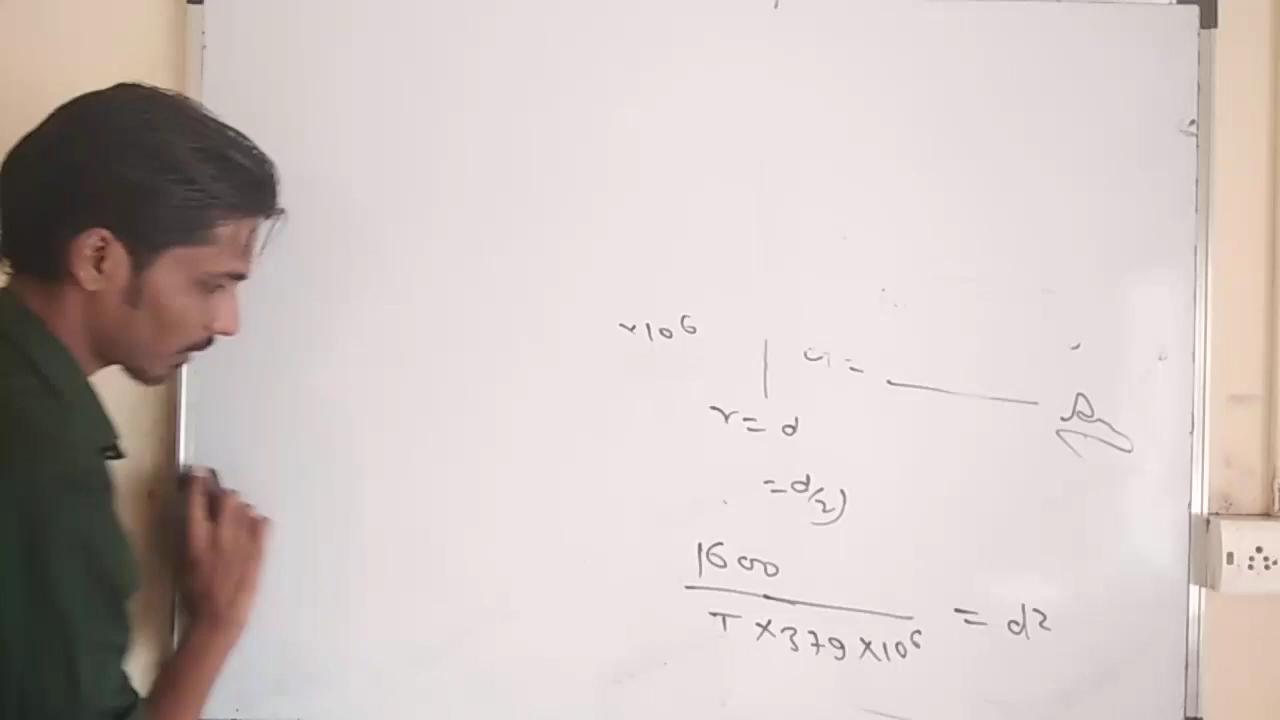 ×10⁶
r = d
= d/2)
1600
π × 379 × 10⁶ = d²